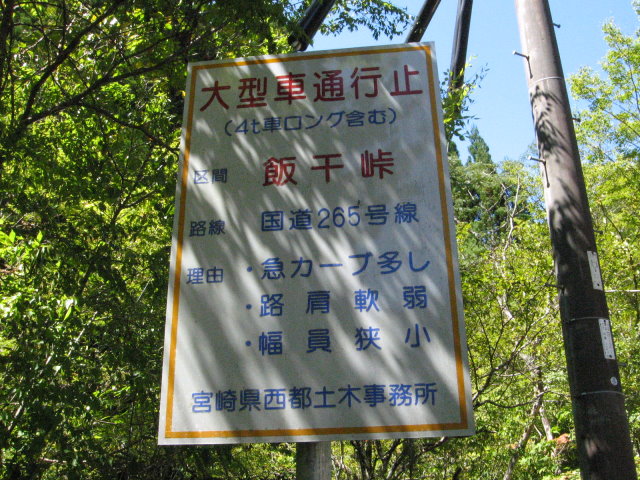 大型車通行止
(4t車ロング含む)
区間 飯干峠
路線 国道265号線
理由 ・急カーブ多し
・路肩軟弱
・幅員狭小
宮崎県西都土木事務所